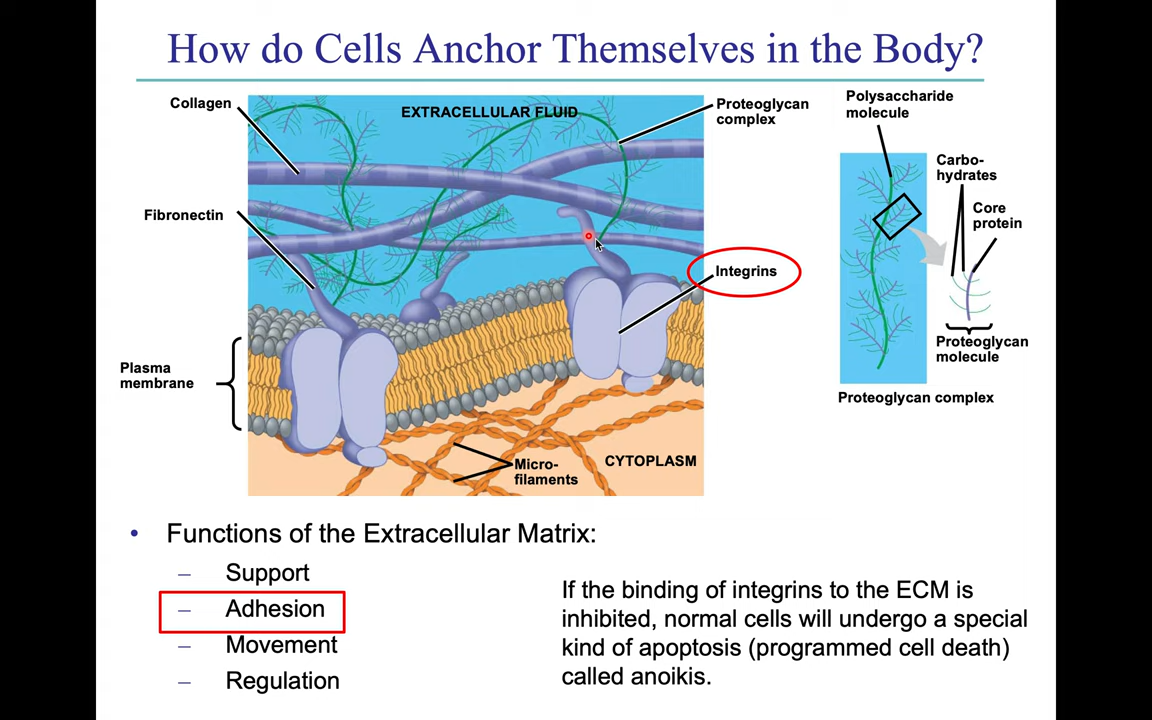 How do Cells Anchor Themselves in the Body?
Collagen
EXTRACELLULAR FLUID
Proteoglycan
complex
Polysaccharide
molecule
Carbo-
hydrates
Core
protein
Fibronectin
Integrins
Proteoglycan
molecule
Plasma
membrane
Proteoglycan complex
Micro-
filaments
CYTOPLASM
• Functions of the Extracellular Matrix:
– Support
– Adhesion
– Movement
– Regulation
If the binding of integrins to the ECM is
inhibited, normal cells will undergo a special
kind of apoptosis (programmed cell death)
called anoikis.